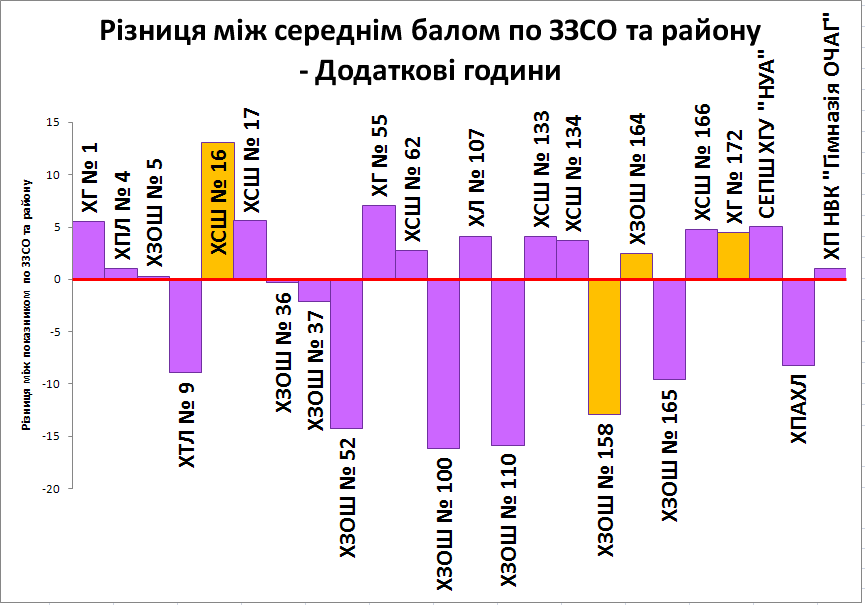 Різниця між середнім балом по ЗЗСО та району
- Додаткові години
Різниця між показником по ЗЗСО та району
15
10
5
0
-5
-10
-15
-20
ХГ № 1
ХПЛ № 4
ХЗОШ № 5
ХТЛ № 9
ХСШ № 16
ХСШ № 17
ХЗОШ № 36
ХЗОШ № 37
ХЗОШ № 52
ХГ № 55
ХСШ № 62
ХЗОШ № 100
ХЛ № 107
ХЗОШ № 110
ХСШ № 133
ХСШ № 134
ХЗОШ № 158
ХЗОШ № 164
ХЗОШ № 165
ХСШ № 166
ХГ № 172
СЕПШ ХГУ "НУА"
ХПАХЛ
ХП НВК "Гімназія ОЧАГ"